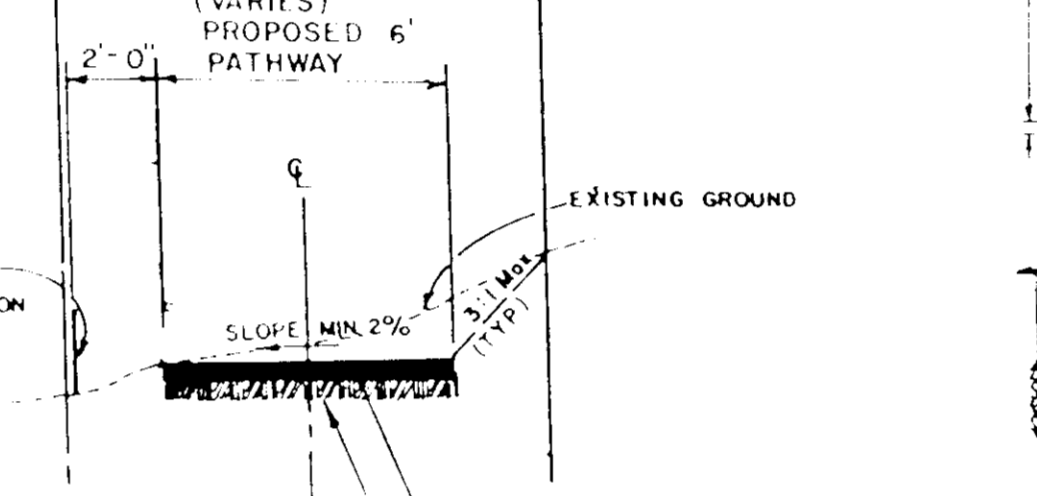 (VARIES)
PROPOSED 6'
2'-0" PATHWAY
℄
EXISTING GROUND
3:1 Max
(TYP)
ON
SLOPE MIN. 2%